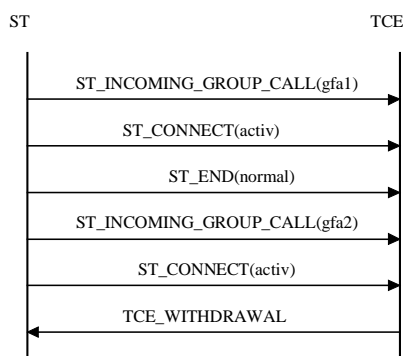 ST TCE
ST_INCOMING_GROUP_CALL(gfa1)
ST_CONNECT(activ)
ST_END(normal)
ST_INCOMING_GROUP_CALL(gfa2)
ST_CONNECT(activ)
TCE_WITHDRAWAL